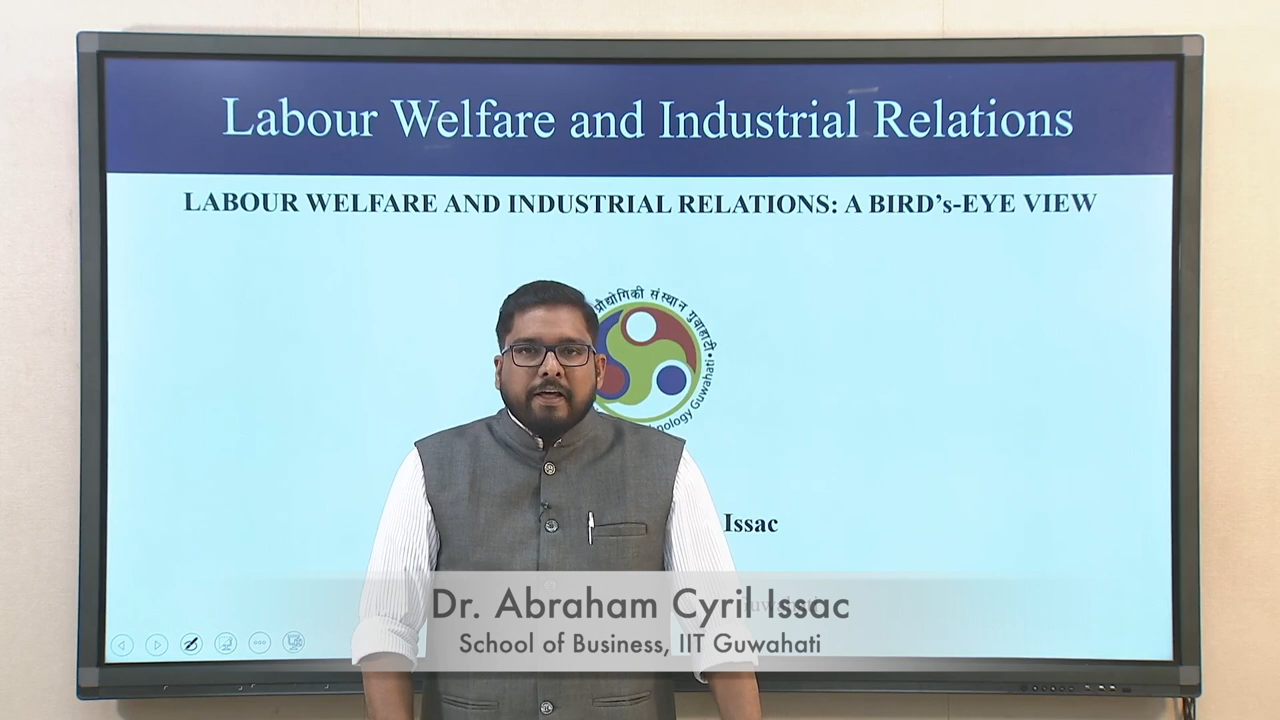 Labour Welfare and Industrial Relations
LABOUR WELFARE AND INDUSTRIAL RELATIONS: A BIRD's-EYE VIEW
प्रौद्योगिकी संस्थान गुवाहाटी
Guwahati
Issac
Dr. Abraham Cyril Issac
School of Business, IIT Guwahati